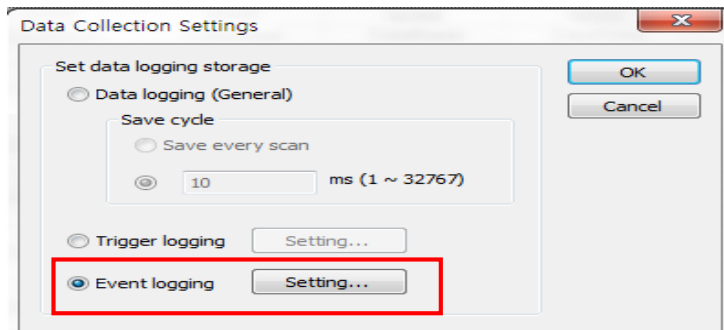 Data Collection Settings
OK
Cancel
Set data logging storage
Data logging (General)
Save cycle
Save every scan
10 ms (1 ~ 32767)
Trigger logging Setting...
Event logging Setting...